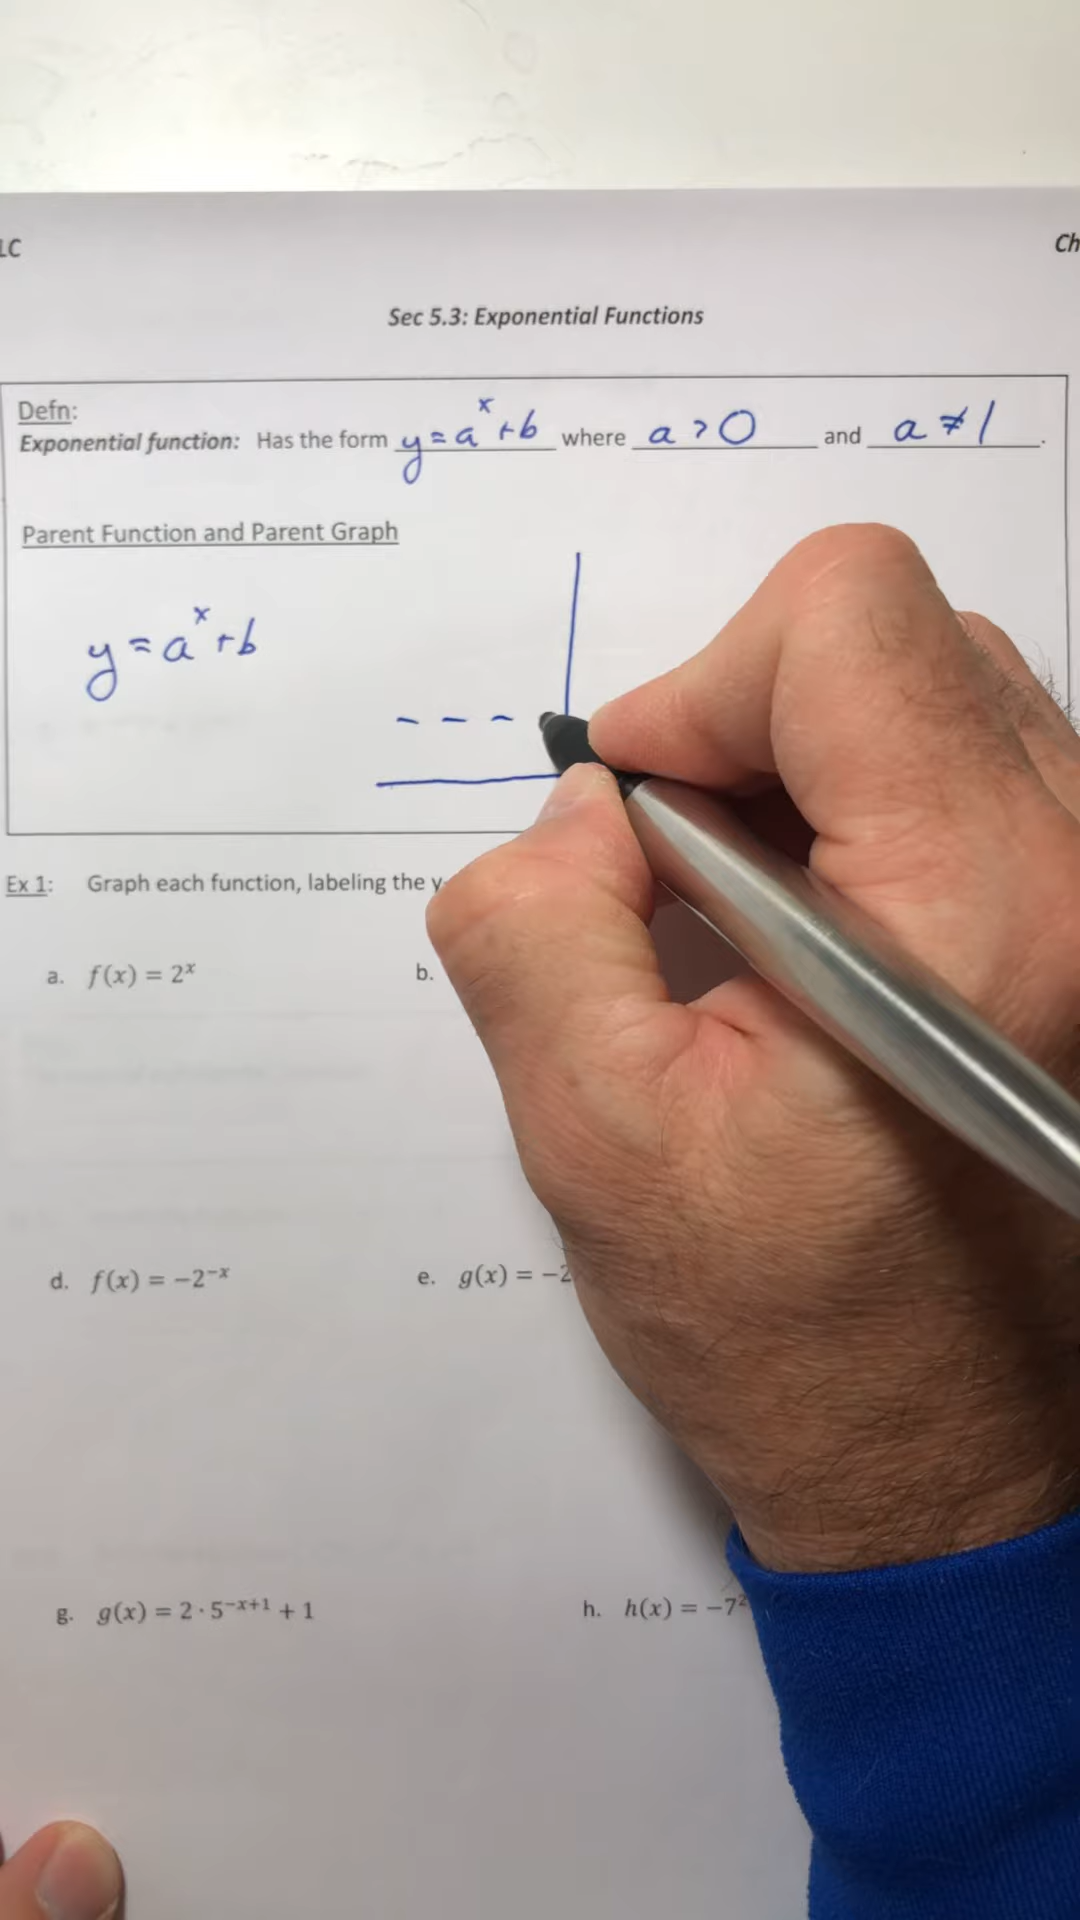 LC Ch
Sec 5.3: Exponential Functions
Defn:
Exponential function: Has the form y = a^x + b where a > 0 and a ≠ 1.
Parent Function and Parent Graph
y = a^x + b
Ex 1: Graph each function, labeling the y-
a. f(x) = 2^x b.
d. f(x) = −2^−x e. g(x) = −2
g. g(x) = 2 · 5^−x+1 + 1 h. h(x) = −7^2